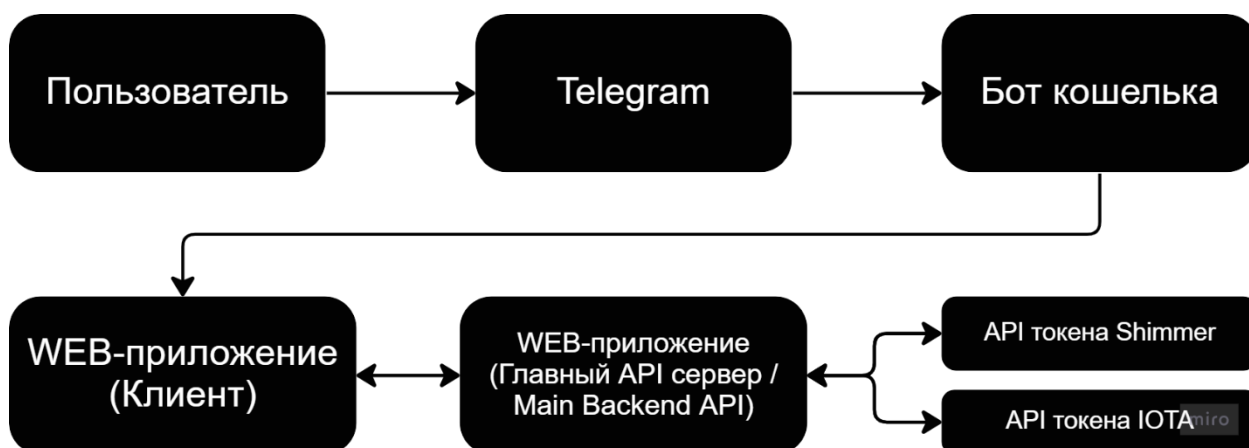 Пользователь
Telegram
Бот кошелька
WEB-приложение
(Клиент)
WEB-приложение
(Главный API сервер /
Main Backend API)
API токена Shimmer
API токена IOTA
miro